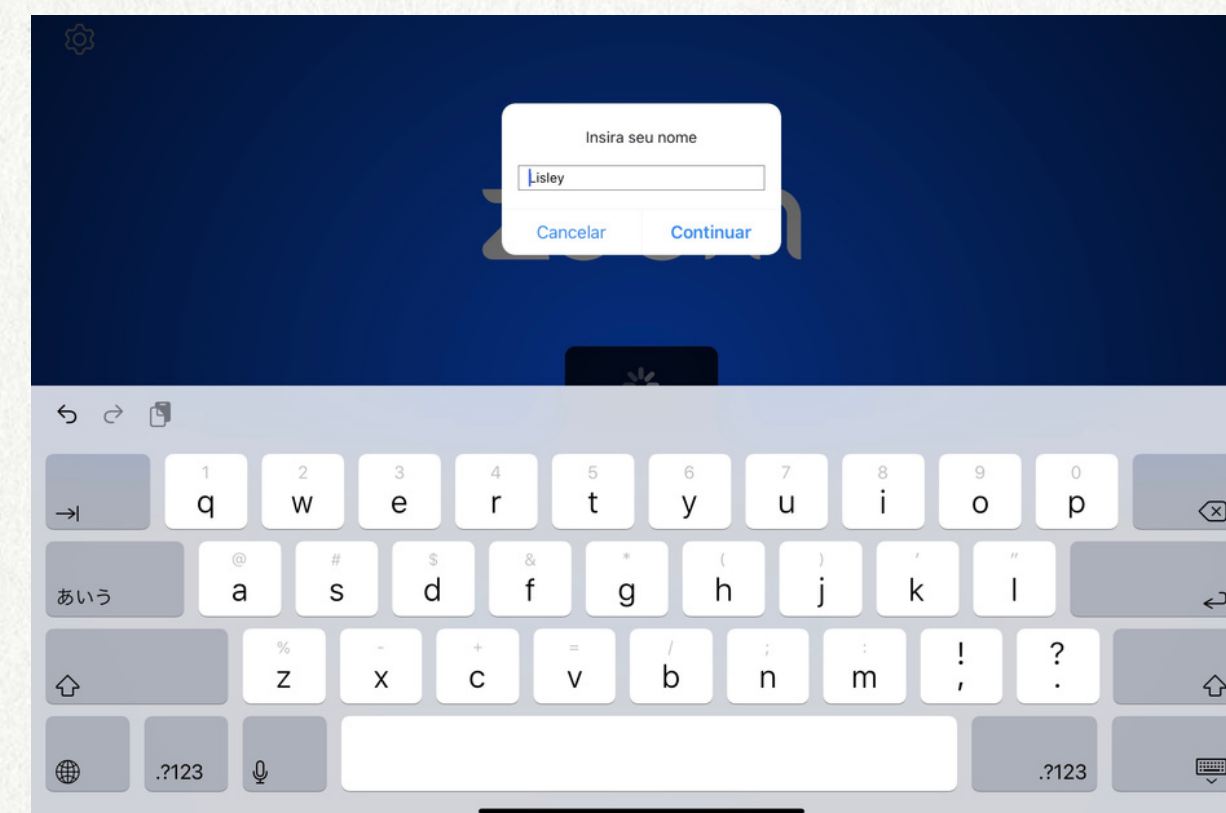 Insira seu nome
Lisley
Cancelar Continuar
1 2 3 4 5 6 7 8 9 0
q w e r t y u i o p
@ # $ & * ( ) ' "
あいう a s d f g h j k l
% - + = / ; : ! ?
z x c v b n m , .
.?123 .?123